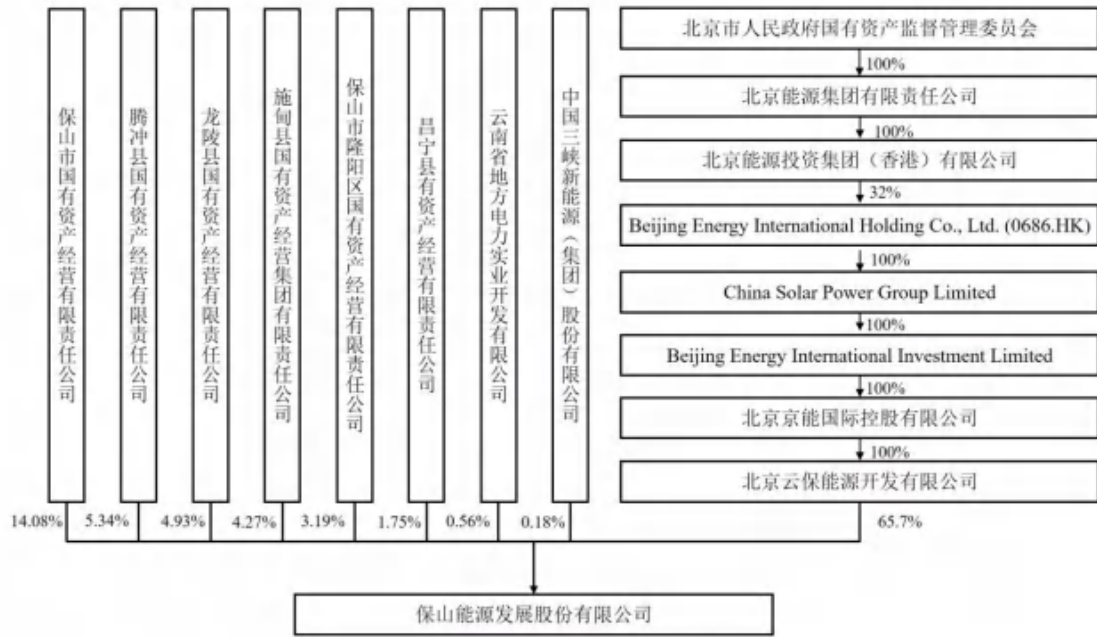 保山市国有资产经营有限责任公司
腾冲县国有资产经营有限责任公司
龙陵县国有资产经营有限责任公司
施甸县国有资产经营集团有限责任公司
保山市隆阳区国有资产经营有限责任公司
昌宁县有资产经营有限责任公司
云南省地方电力实业开发有限公司
中国三峡新能源（集团）股份有限公司
北京市人民政府国有资产监督管理委员会
100%
北京能源集团有限责任公司
100%
北京能源投资集团（香港）有限公司
32%
Beijing Energy International Holding Co., Ltd. (0686.HK)
100%
China Solar Power Group Limited
100%
Beijing Energy International Investment Limited
100%
北京京能国际控股有限公司
100%
北京云保能源开发有限公司
14.08%
5.34%
4.93%
4.27%
3.19%
1.75%
0.56%
0.18%
65.7%
保山能源发展股份有限公司